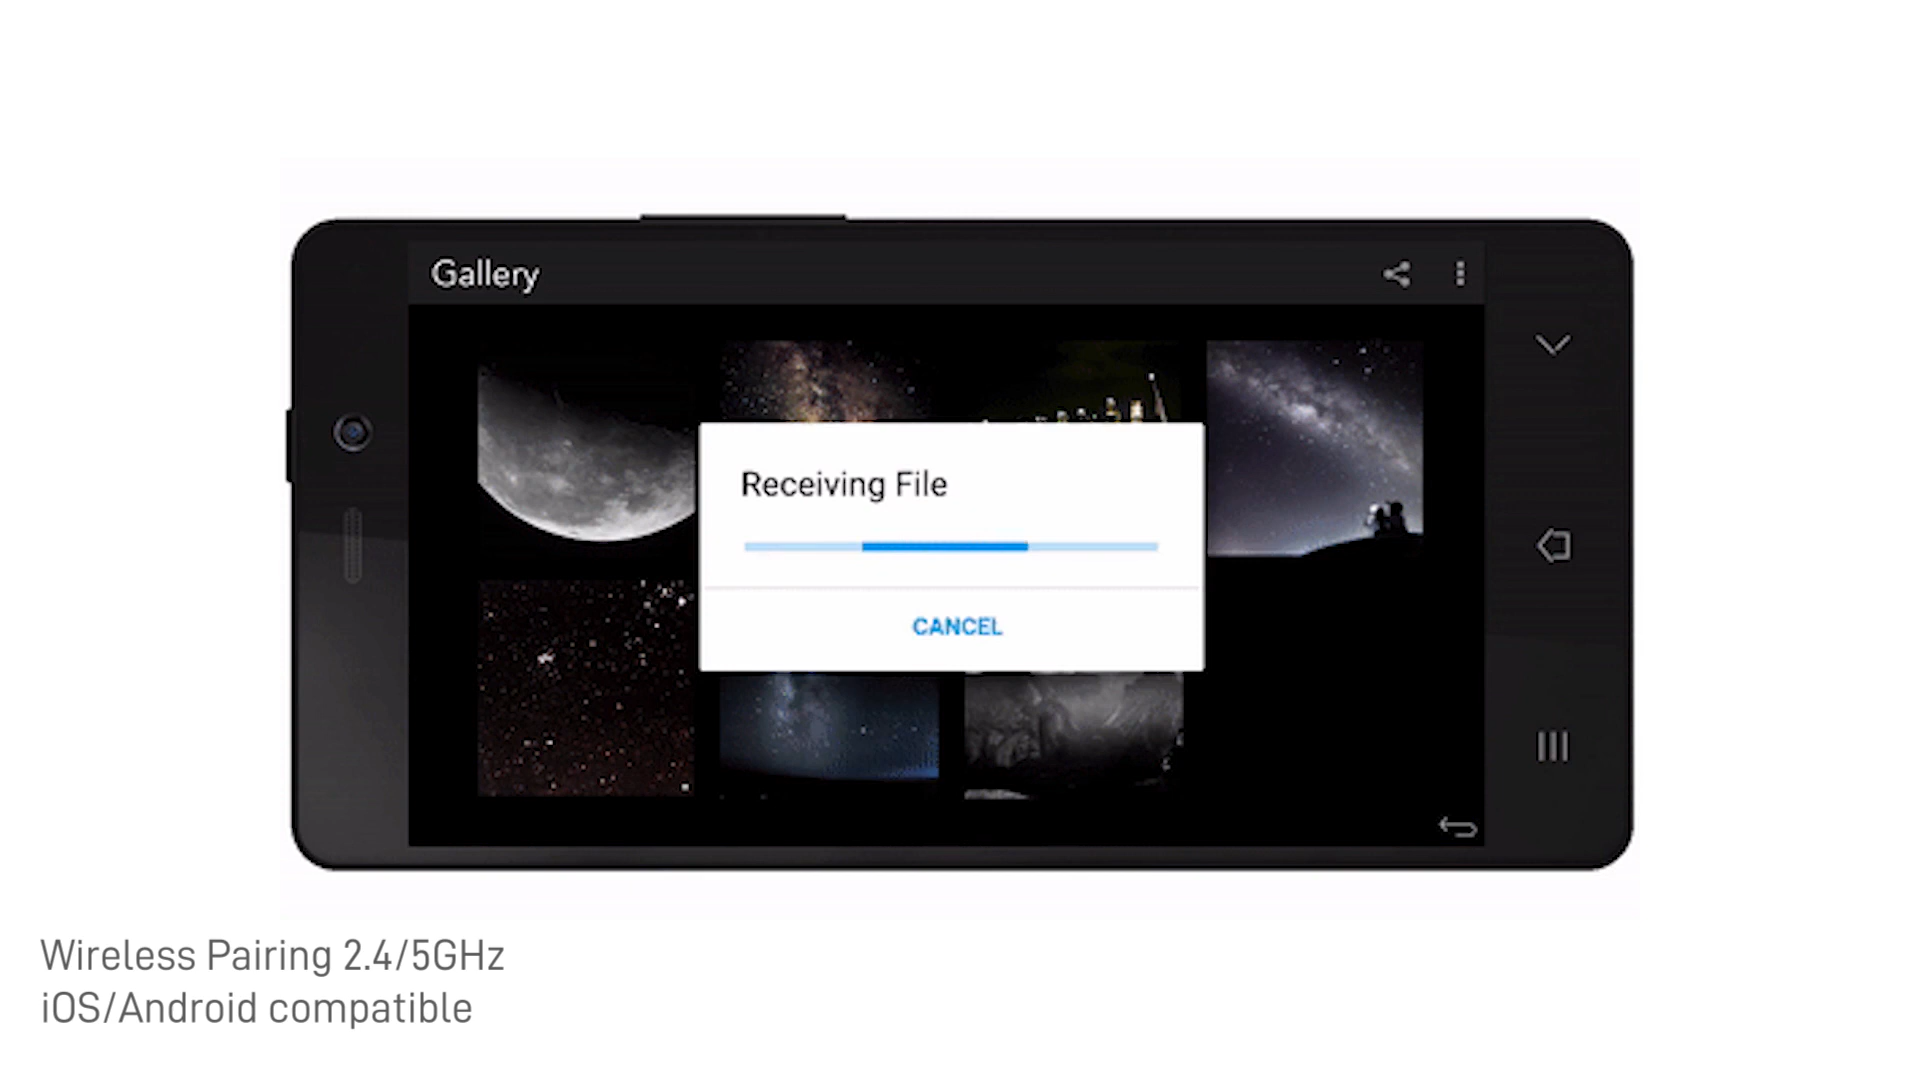 Gallery
Receiving File
CANCEL
Wireless Pairing 2.4/5GHz
iOS/Android compatible